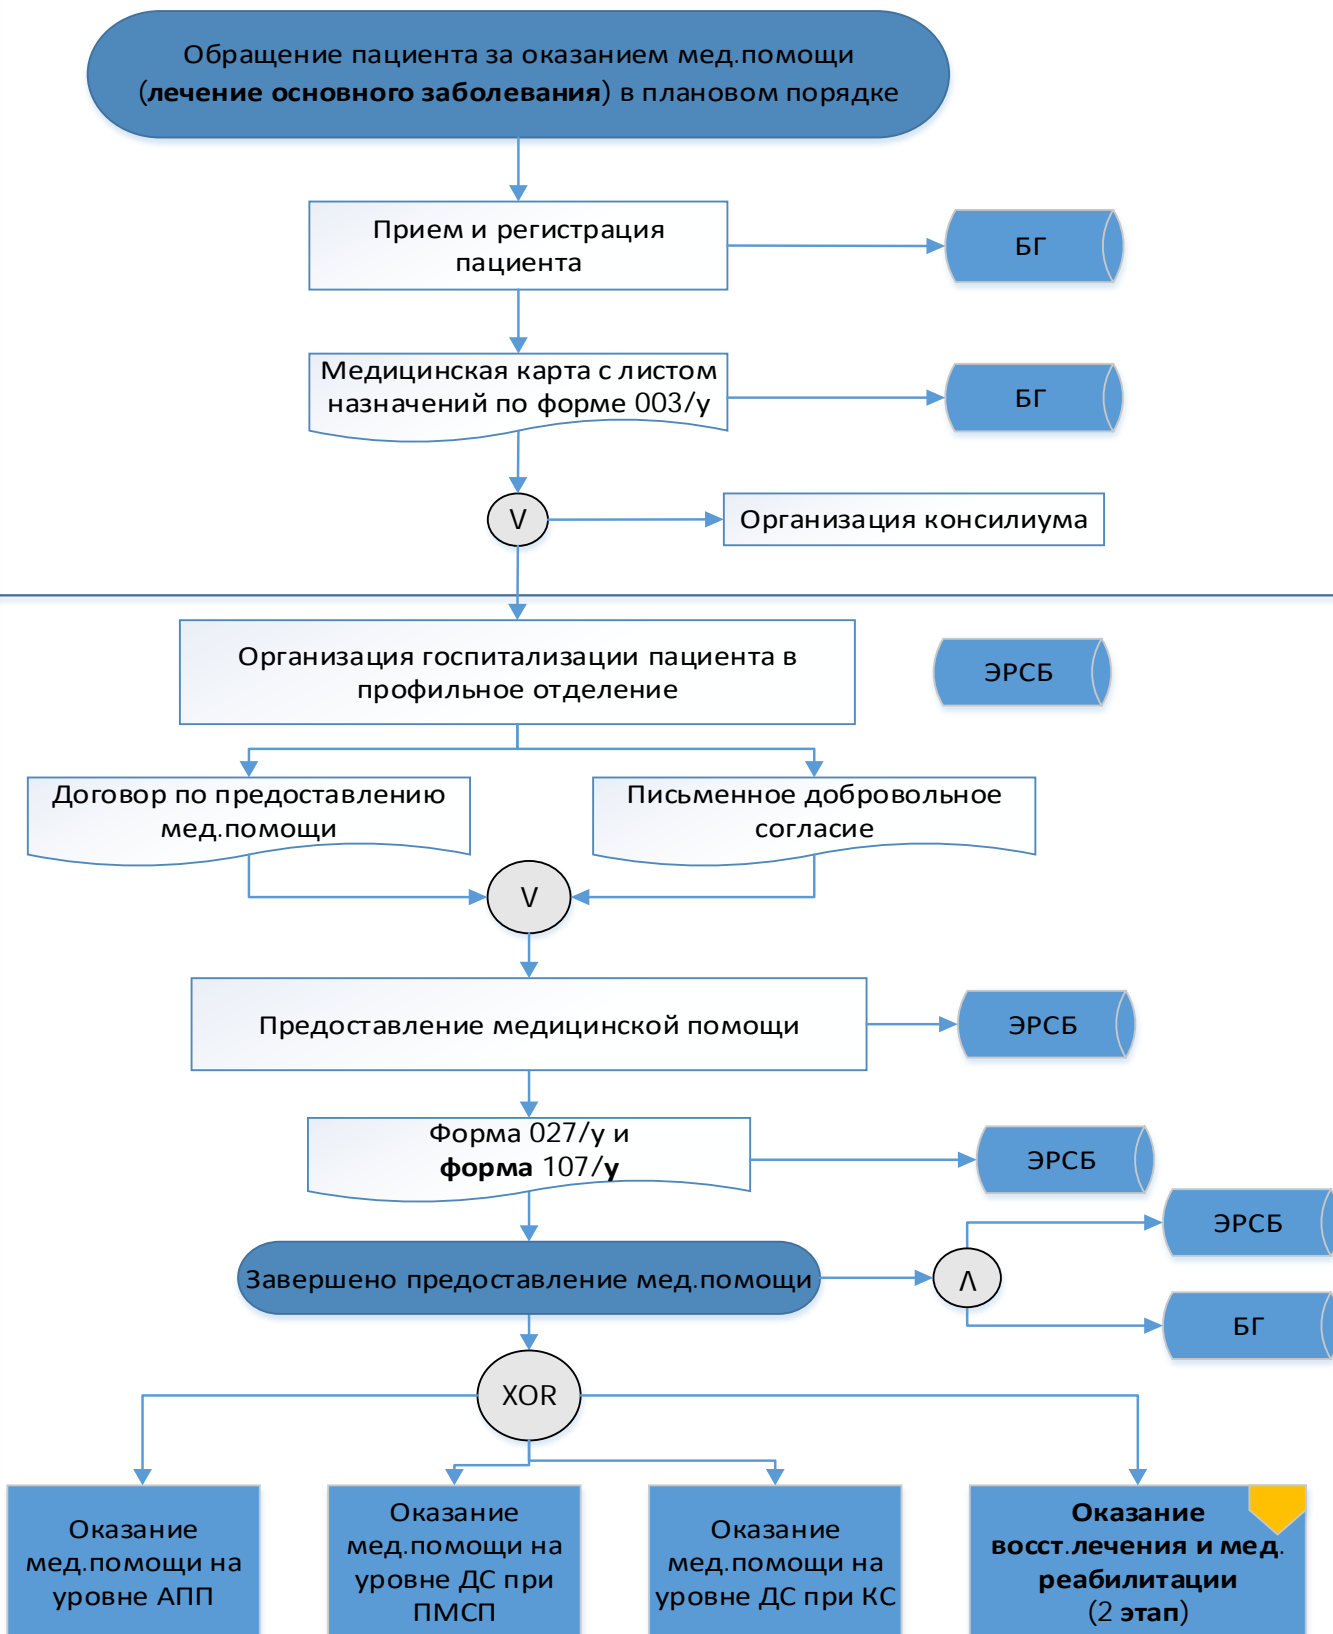 Обращение пациента за оказанием мед.помощи
(лечение основного заболевания) в плановом порядке
Прием и регистрация
пациента
БГ
Медицинская карта с листом
назначений по форме 003/у
БГ
V
Организация консилиума
Организация госпитализации пациента в
профильное отделение
ЭРСБ
Договор по предоставлению
мед.помощи
Письменное добровольное
согласие
V
Предоставление медицинской помощи
ЭРСБ
Форма 027/у и
форма 107/у
ЭРСБ
ЭРСБ
Завершено предоставление мед.помощи
Λ
БГ
XOR
Оказание
мед.помощи на
уровне АПП
Оказание
мед.помощи на
уровне ДС при
ПМСП
Оказание
мед.помощи на
уровне ДС при КС
Оказание
восст.лечения и мед.
реабилитации
(2 этап)